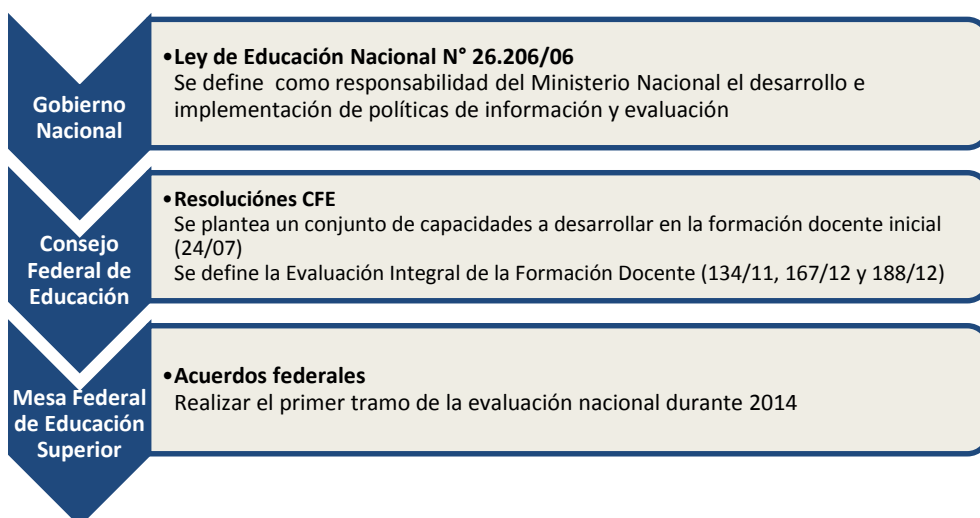 Gobierno
Nacional
•Ley de Educación Nacional N° 26.206/06
Se define como responsabilidad del Ministerio Nacional el desarrollo e
implementación de políticas de información y evaluación
Consejo
Federal de
Educación
•Resoluciónes CFE
Se plantea un conjunto de capacidades a desarrollar en la formación docente inicial
(24/07)
Se define la Evaluación Integral de la Formación Docente (134/11, 167/12 y 188/12)
Mesa Federal
de Educación
Superior
•Acuerdos federales
Realizar el primer tramo de la evaluación nacional durante 2014